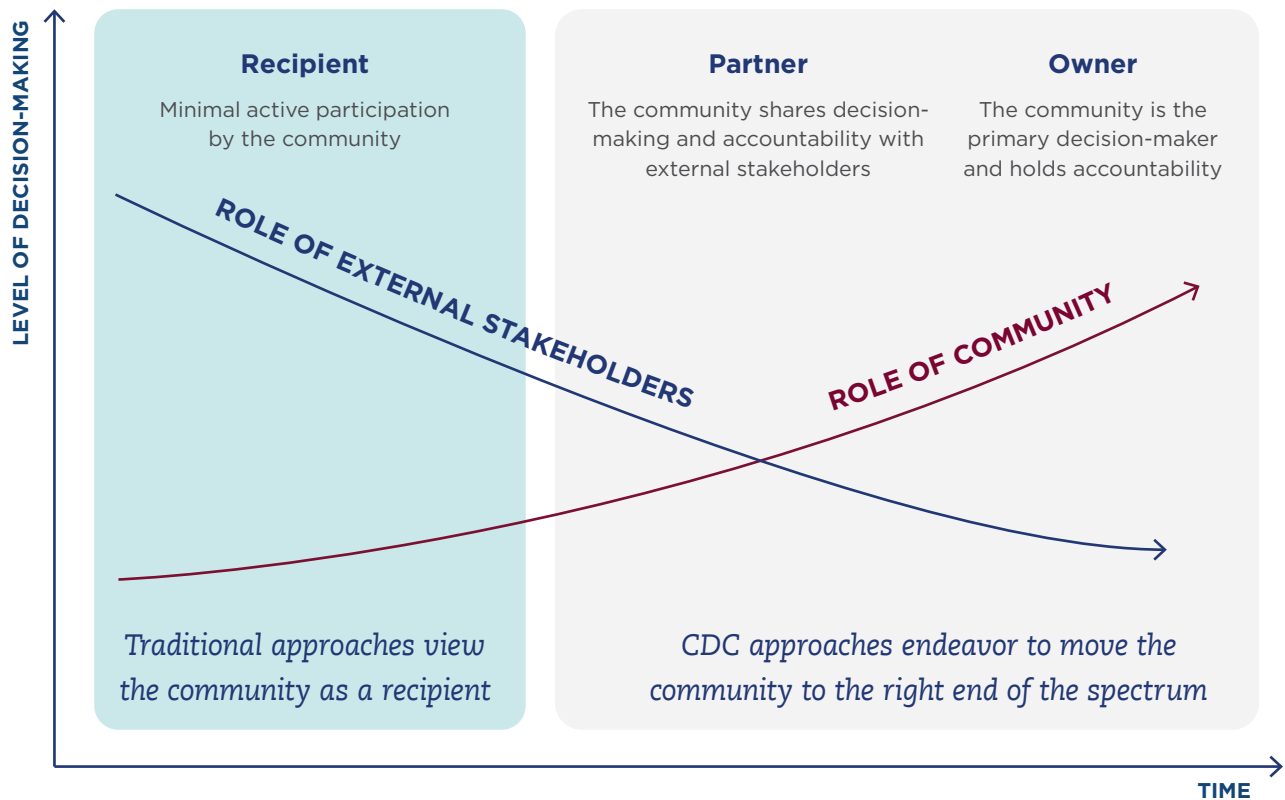 LEVEL OF DECISION-MAKING
Recipient
Minimal active participation
by the community
Partner
The community shares decision-
making and accountability with
external stakeholders
Owner
The community is the
primary decision-maker
and holds accountability
ROLE OF EXTERNAL STAKEHOLDERS
ROLE OF COMMUNITY
Traditional approaches view
the community as a recipient
CDC approaches endeavor to move the
community to the right end of the spectrum
TIME